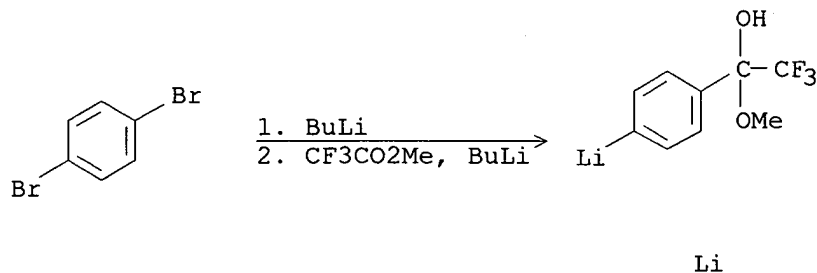 OH
Br
C-CF3
1. BuLi
OMe
2. CF3CO2Me, BuLi
Li
Br
Li